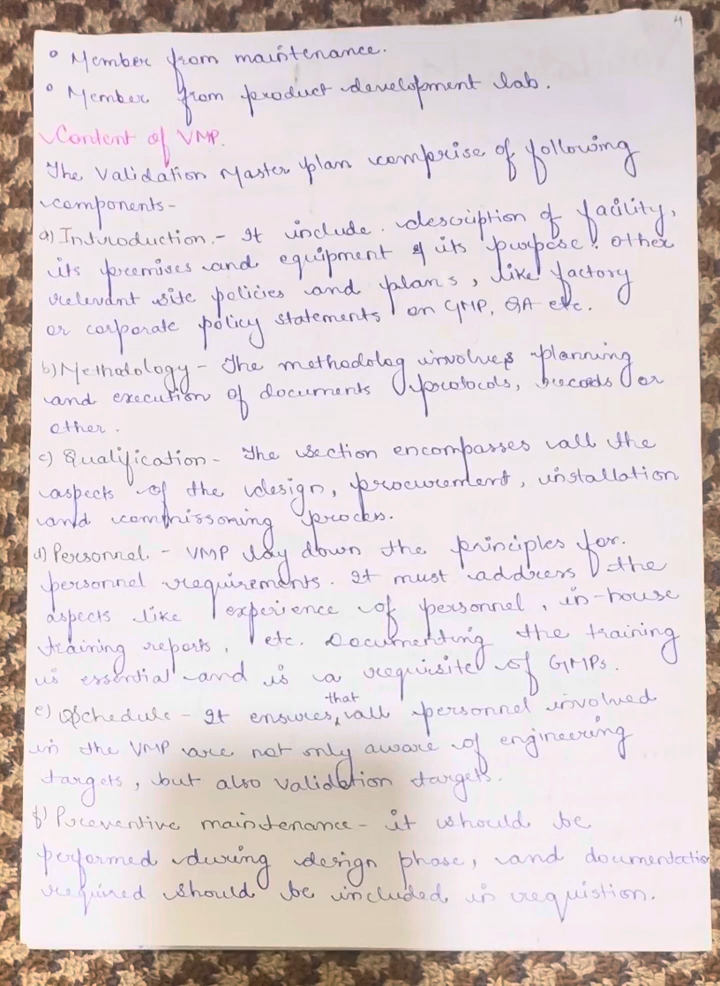 4
• Member from maintenance.
• Member from product development lab.
Content of VMP.
The Validation Master plan comprise of following
components-
a) Introduction.- It include. description of facility,
its premises and equipment & its purpose. Other
relevant site policies and plans, like factory
or corporate policy statements on GMP, QA etc.
b) Methodology - The methodolog involves planning
and execution of documents protocols, records or
other.
c) Qualification - The section encompasses all the
aspects of the design, procurement, installation
and commissoning process.
d) Personnel - VMP lay down the principles for.
personnel requirements. It must address the
aspects like experience of personnel, in-house
training reports, etc. Documenting the training
is essential and is a requisite of GMPs.
e) Schedule - It ensures that all personnel involved
in the VMP are not only aware of engineering
targets, but also validation targets.
f) Preventive maintenance - it should be
performed during design phase, and doumentation
required should be included in requistion.